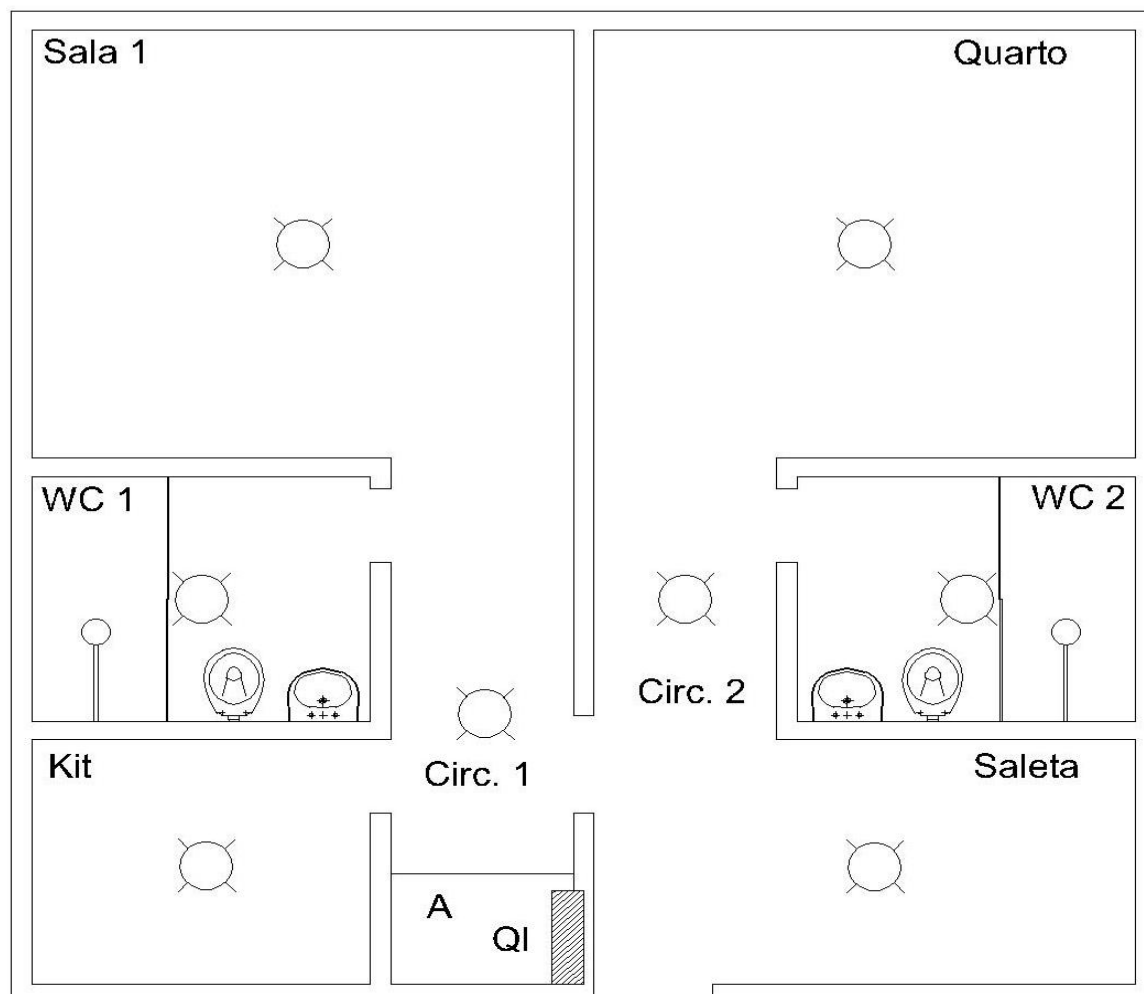 Sala 1
Quarto
WC 1
WC 2
Circ. 2
Kit
Circ. 1
Saleta
A
QI